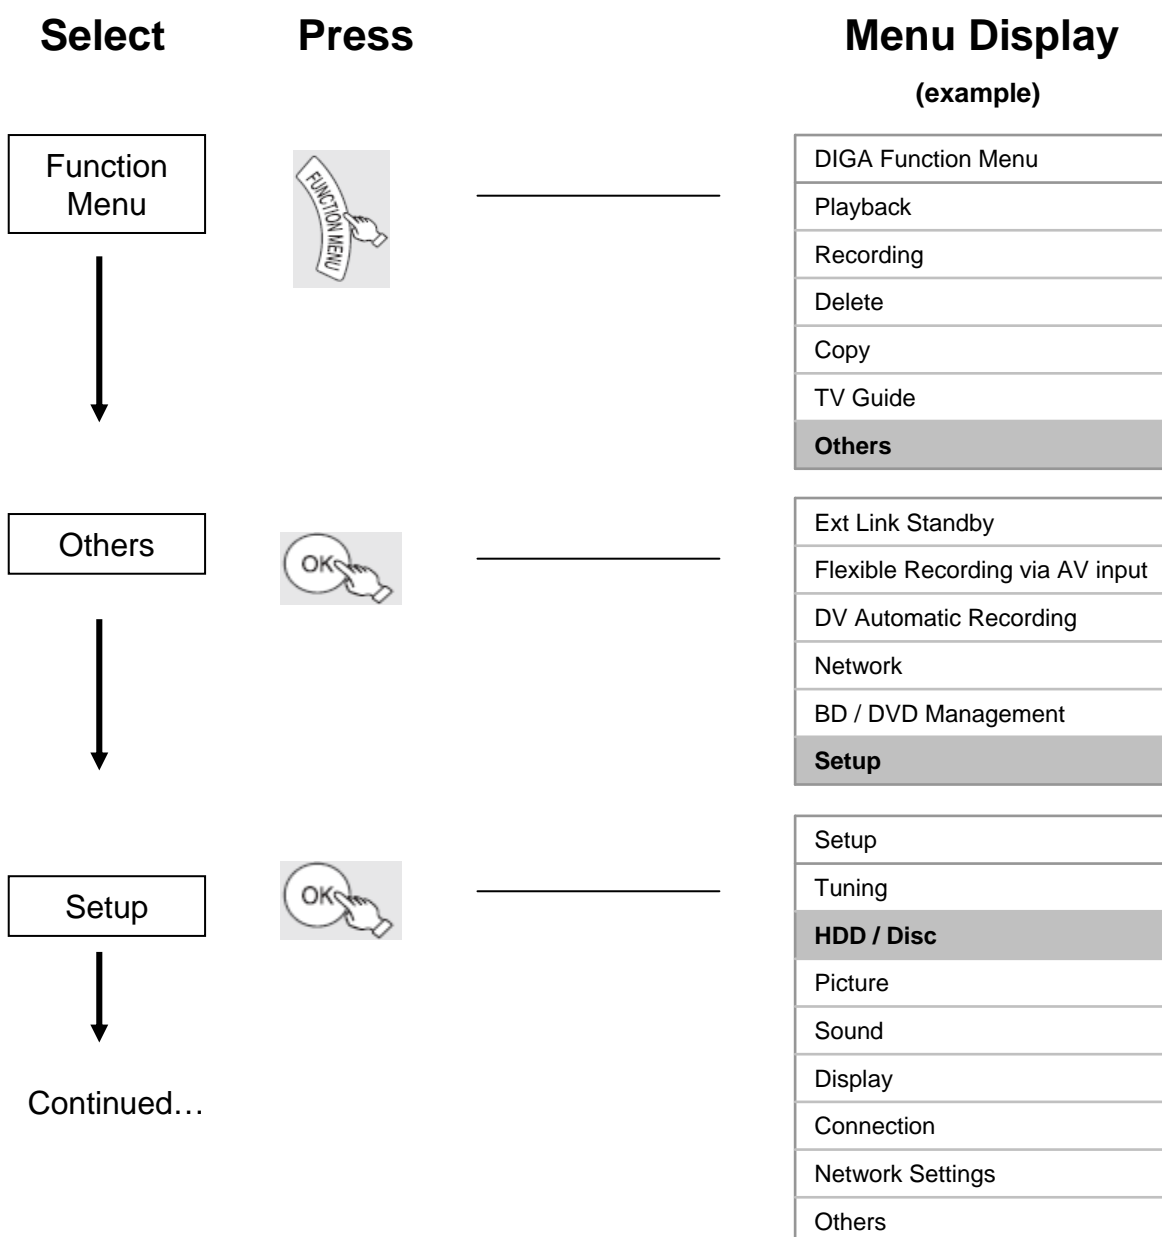 Select Press Menu Display
(example)
Function
Menu
FUNCTION MENU
DIGA Function Menu
Playback
Recording
Delete
Copy
TV Guide
Others
Others
OK
Ext Link Standby
Flexible Recording via AV input
DV Automatic Recording
Network
BD / DVD Management
Setup
Setup
OK
Setup
Tuning
HDD / Disc
Picture
Sound
Display
Connection
Network Settings
Others
Continued…